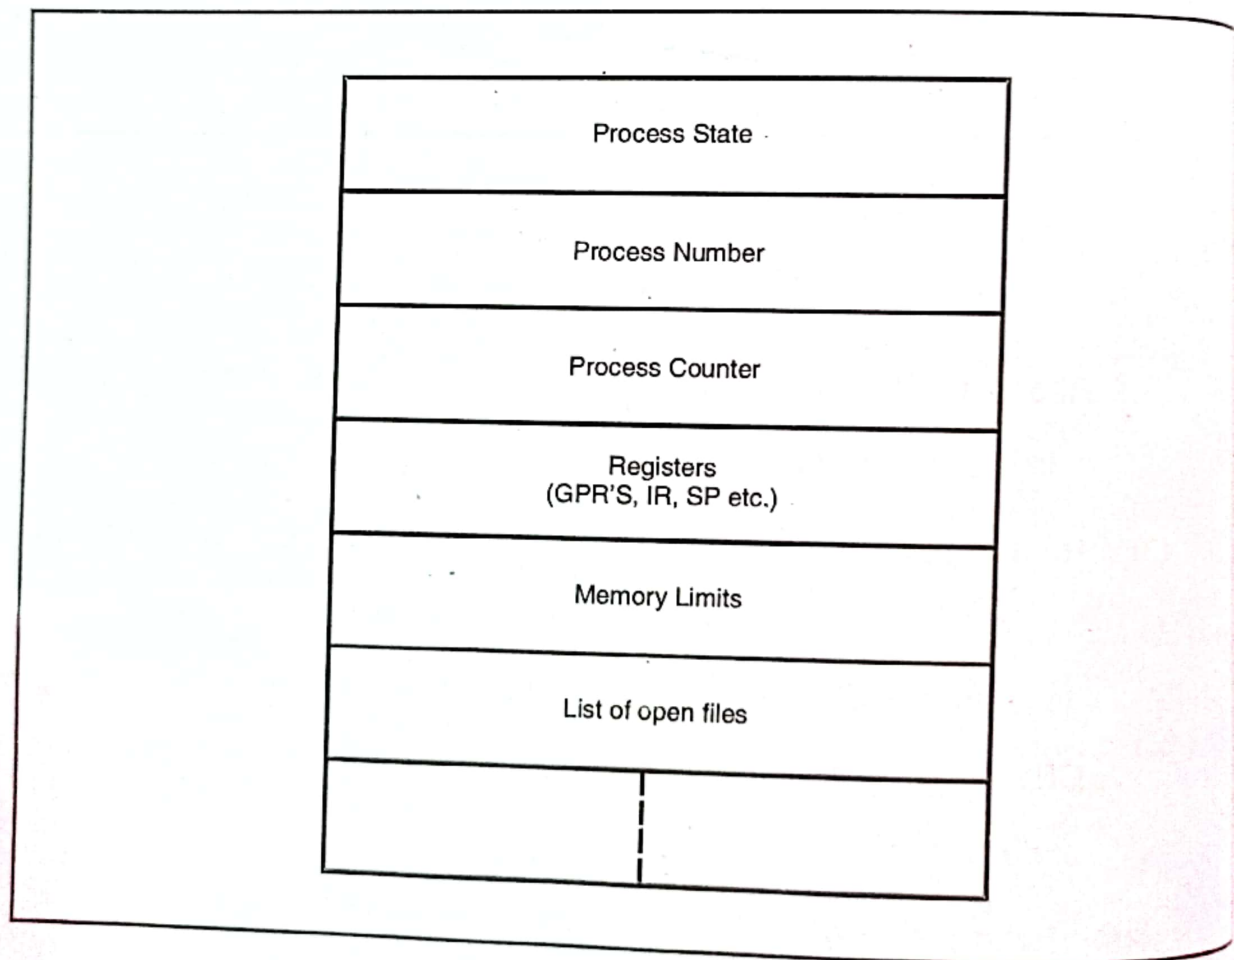 Process State
Process Number
Process Counter
Registers
(GPR'S, IR, SP etc.)
Memory Limits
List of open files